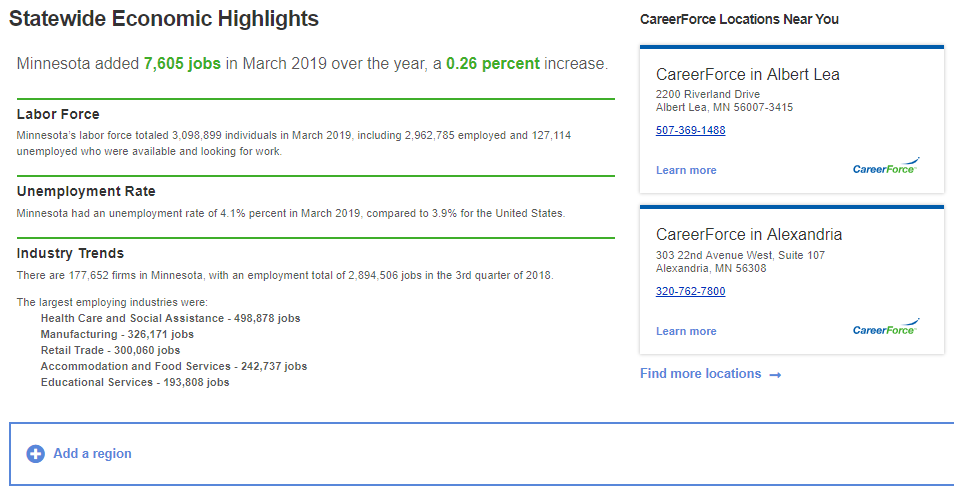 Statewide Economic Highlights
Minnesota added 7,605 jobs in March 2019 over the year, a 0.26 percent increase.
Labor Force
Minnesota's labor force totaled 3,098,899 individuals in March 2019, including 2,962,785 employed and 127,114
unemployed who were available and looking for work.
Unemployment Rate
Minnesota had an unemployment rate of 4.1% percent in March 2019, compared to 3.9% for the United States.
Industry Trends
There are 177,652 firms in Minnesota, with an employment total of 2,894,506 jobs in the 3rd quarter of 2018.
The largest employing industries were:
Health Care and Social Assistance - 498,878 jobs
Manufacturing - 326,171 jobs
Retail Trade - 300,060 jobs
Accommodation and Food Services - 242,737 jobs
Educational Services - 193,808 jobs
CareerForce Locations Near You
CareerForce in Albert Lea
2200 Riverland Drive
Albert Lea, MN 56007-3415
507-369-1488
Learn more
CareerForce
CareerForce in Alexandria
303 22nd Avenue West, Suite 107
Alexandria, MN 56308
320-762-7800
Learn more
CareerForce
Find more locations →
Add a region